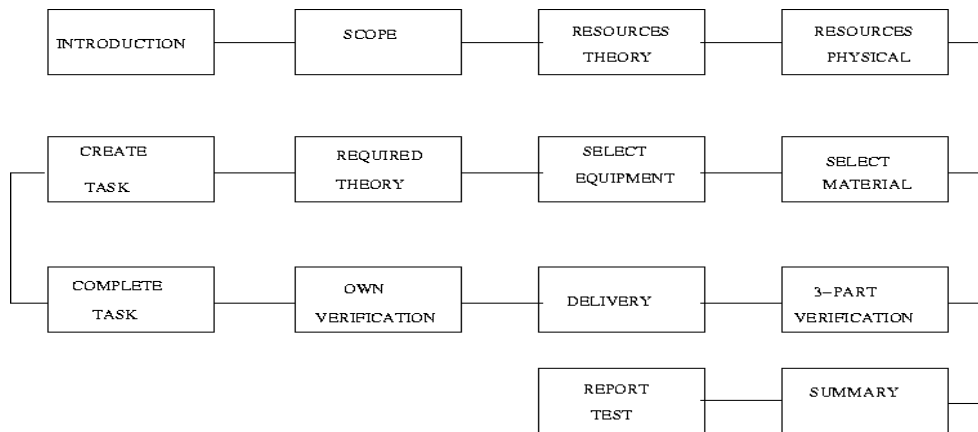 INTRODUCTION
SCOPE
RESOURCES
THEORY
RESOURCES
PHYSICAL
CREATE
TASK
REQUIRED
THEORY
SELECT
EQUIPMENT
SELECT
MATERIAL
COMPLETE
TASK
OWN
VERIFICATION
DELIVERY
3-PART
VERIFICATION
REPORT
TEST
SUMMARY